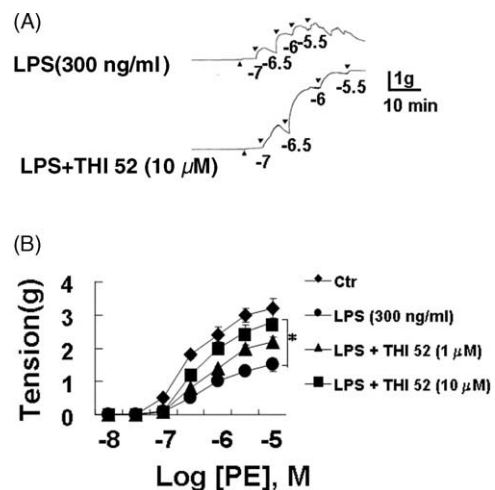 (A)
LPS(300 ng/ml)
-7
-6.5
-6
-5.5
1g
10 min
LPS+THI 52 (10 μM)
-7
-6.5
-6
-5.5
(B)
Tension(g)
4
3
2
1
0
-8
-7
-6
-5
Log [PE], M
*
Ctr
LPS (300 ng/ml)
LPS + THI 52 (1 μM)
LPS + THI 52 (10 μM)